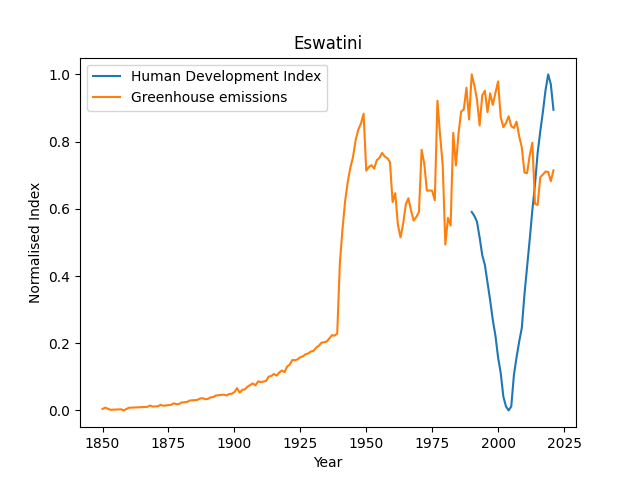 Eswatini
Human Development Index
Greenhouse emissions
Normalised Index
1.0
0.8
0.6
0.4
0.2
0.0
1850
1875
1900
1925
1950
1975
2000
2025
Year